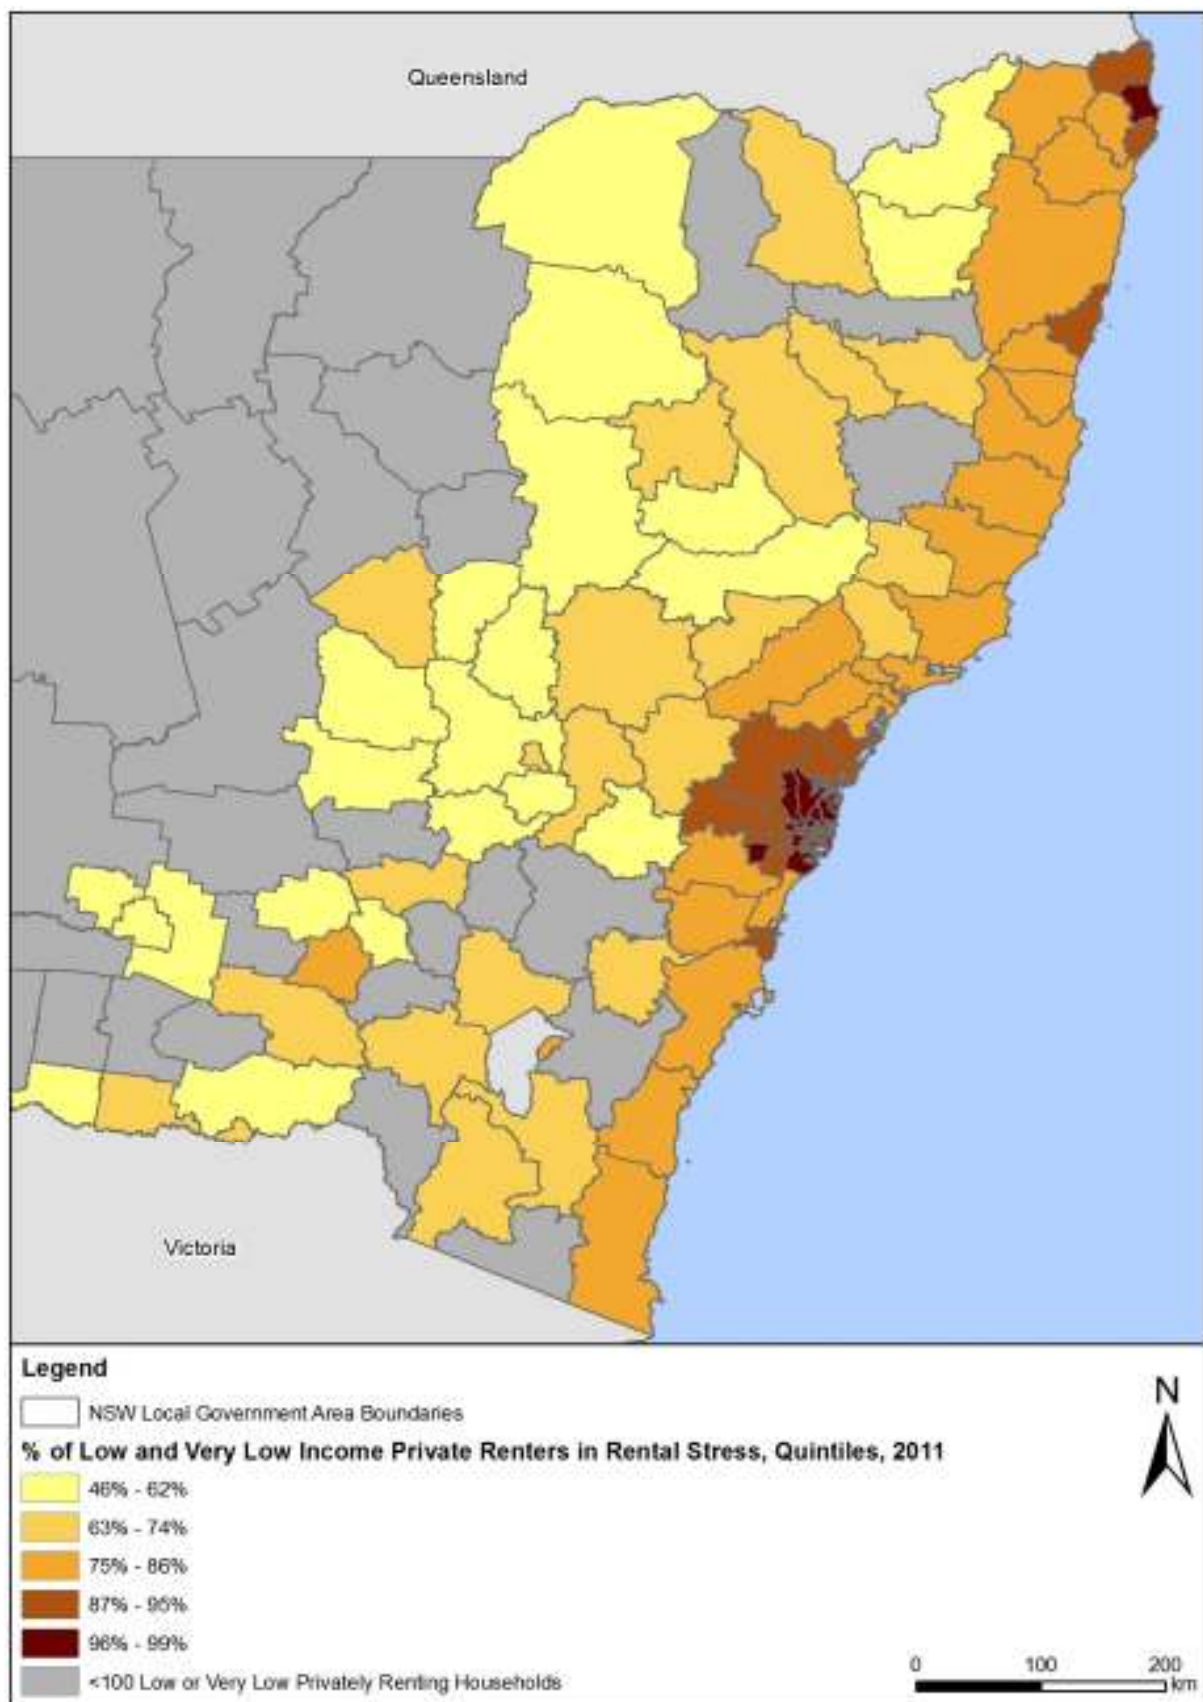 Queensland
Victoria
Legend
NSW Local Government Area Boundaries
% of Low and Very Low Income Private Renters in Rental Stress, Quintiles, 2011
46% - 62%
63% - 74%
75% - 86%
87% - 95%
96% - 99%
<100 Low or Very Low Privately Renting Households
N
0 100 200
km